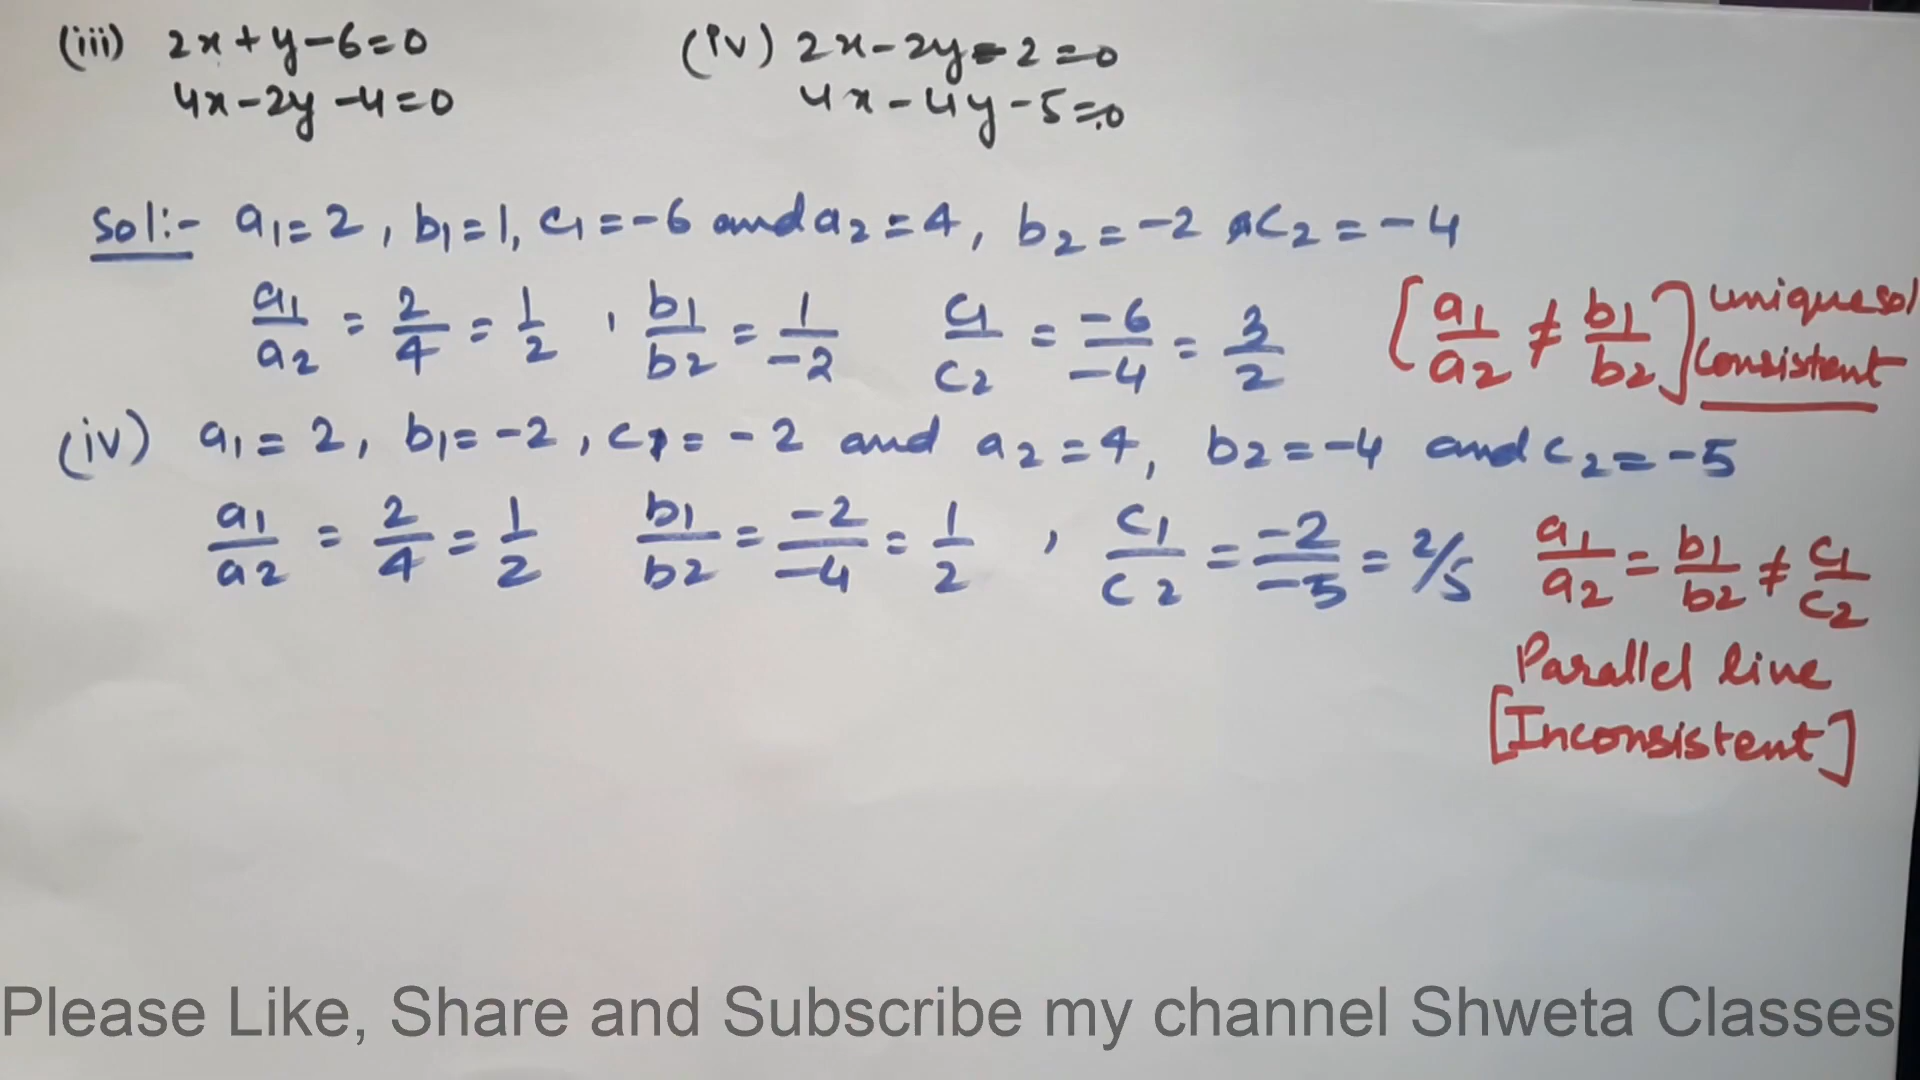 (iii) 2x+y-6=0 (iv) 2x-2y-2=0
4x-2y-4=0 4x-4y-5=0
Sol:- a1=2, b1=1, c1=-6 and a2=4, b2=-2 c2=-4
a1/a2 = 2/4 = 1/2, b1/b2 = 1/-2 c1/c2 = -6/-4 = 3/2 [a1/a2 ≠ b1/b2] unique sol
consistent
(iv) a1=2, b1=-2, c1=-2 and a2=4, b2=-4 and c2=-5
a1/a2 = 2/4 = 1/2 b1/b2 = -2/-4 = 1/2, c1/c2 = -2/-5 = 2/5 a1/a2 = b1/b2 ≠ c1/c2
Parallel line
[Inconsistent]
Please Like, Share and Subscribe my channel Shweta Classes